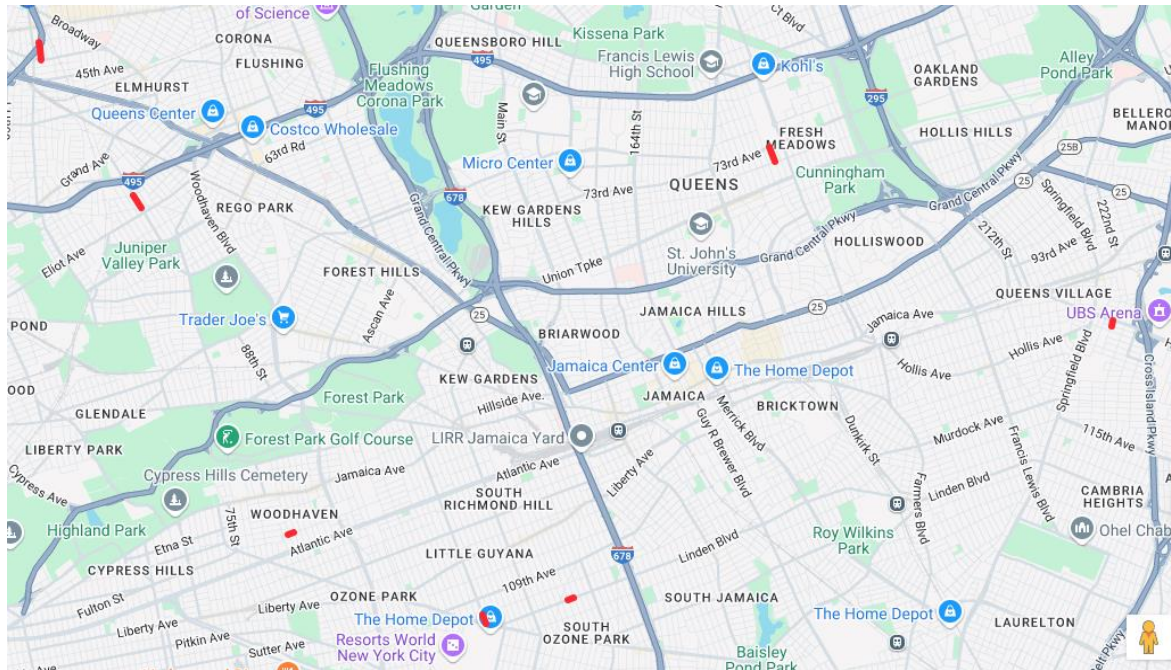 of Science
Broadway
CORONA
QUEENSBORO HILL
Kissena Park
Ct Blvd
Garden
Francis Lewis
High School
Kohl's
Alley
Pond Park
45th Ave
FLUSHING
Flushing
Meadows
Corona Park
495
OAKLAND
GARDENS
ELMHURST
Queens Center
495
Main St
164th St
295
BELLERO
MANOR
Costco Wholesale
63rd Rd
FRESH
MEADOWS
HOLLIS HILLS
Grand Ave
Micro Center
73rd Ave
25B
495
Woodhaven Blvd
73rd Ave
QUEENS
Cunningham
Park
Grand Central Pkwy
25
REGO PARK
Grand Central Pkwy
678
KEW GARDENS
HILLS
Springfield Blvd
222nd St
Juniper
Valley Park
St. John's
University
Grand Central Pkwy
HOLLISWOOD
212th St
93rd Ave
Eliot Ave
FOREST HILLS
Union Tpke
QUEENS VILLAGE
Ascan Ave
25
JAMAICA HILLS
25
Jamaica Ave
UBS Arena
POND
Trader Joe's
BRIARWOOD
Hollis Ave
88th St
Jamaica Center
The Home Depot
Hollis Ave
Springfield Blvd
Cross Island Pkwy
OOD
KEW GARDENS
GLENDALE
Forest Park
Hillside Ave.
JAMAICA
BRICKTOWN
Guy R Brewer Blvd
Merrick Blvd
Dunkirk St
Murdock Ave
115th Ave
LIBERTY PARK
Forest Park Golf Course
LIRR Jamaica Yard
Francis Lewis Blvd
Cypress Ave
Cypress Hills Cemetery
Jamaica Ave
Atlantic Ave
Liberty Ave
Farmers Blvd
Linden Blvd
CAMBRIA
HEIGHTS
SOUTH
RICHMOND HILL
Highland Park
75th St
WOODHAVEN
Roy Wilkins
Park
Ohel Chab
Etna St
Atlantic Ave
LITTLE GUYANA
678
Linden Blvd
CYPRESS HILLS
109th Ave
Fulton St
Liberty Ave
OZONE PARK
SOUTH JAMAICA
The Home Depot
The Home Depot
LAURELTON
Liberty Ave
Pitkin Ave
Sutter Ave
Resorts World
New York City
SOUTH
OZONE PARK
Baisley
Pond Park